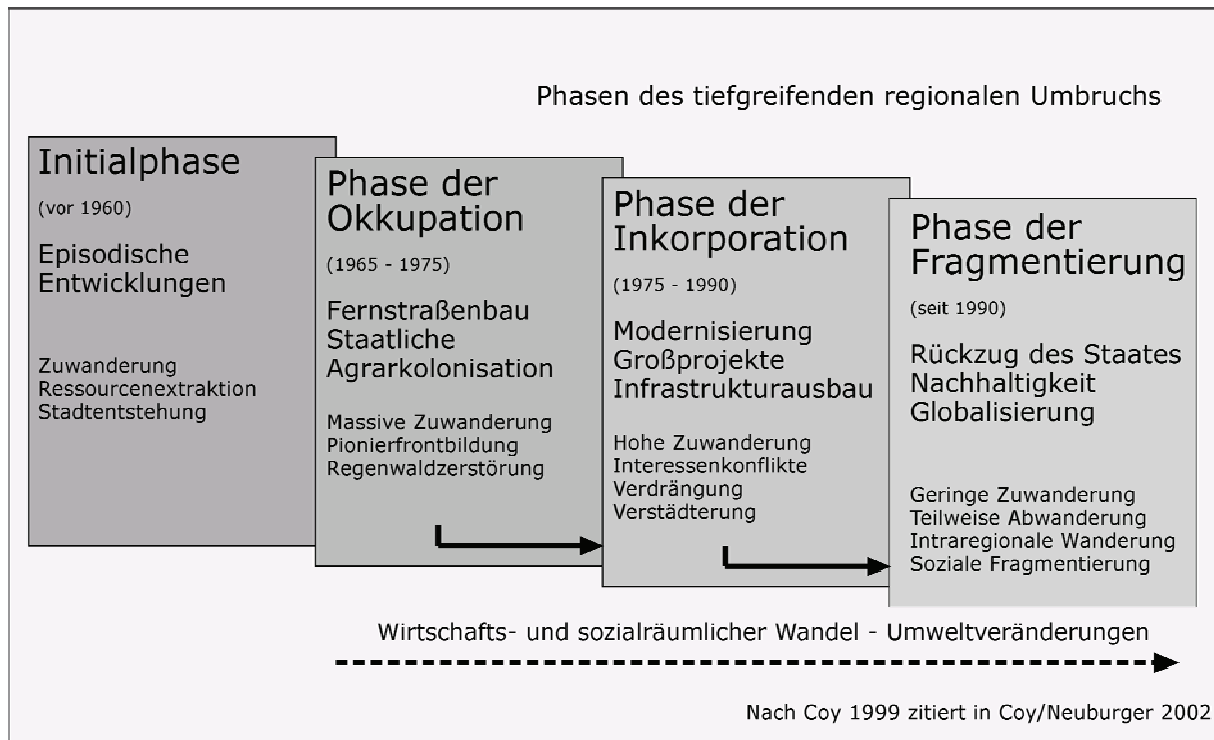 Phasen des tiefgreifenden regionalen Umbruchs
Initialphase
(vor 1960)
Episodische
Entwicklungen
Zuwanderung
Ressourcenextraktion
Stadtentstehung
Phase der
Okkupation
(1965 - 1975)
Fernstraßenbau
Staatliche
Agrarkolonisation
Massive Zuwanderung
Pionierfrontbildung
Regenwaldzerstörung
Phase der
Inkorporation
(1975 - 1990)
Modernisierung
Großprojekte
Infrastrukturausbau
Hohe Zuwanderung
Interessenkonflikte
Verdrängung
Verstädterung
Phase der
Fragmentierung
(seit 1990)
Rückzug des Staates
Nachhaltigkeit
Globalisierung
Geringe Zuwanderung
Teilweise Abwanderung
Intraregionale Wanderung
Soziale Fragmentierung
Wirtschafts- und sozialräumlicher Wandel - Umweltveränderungen
Nach Coy 1999 zitiert in Coy/Neuburger 2002